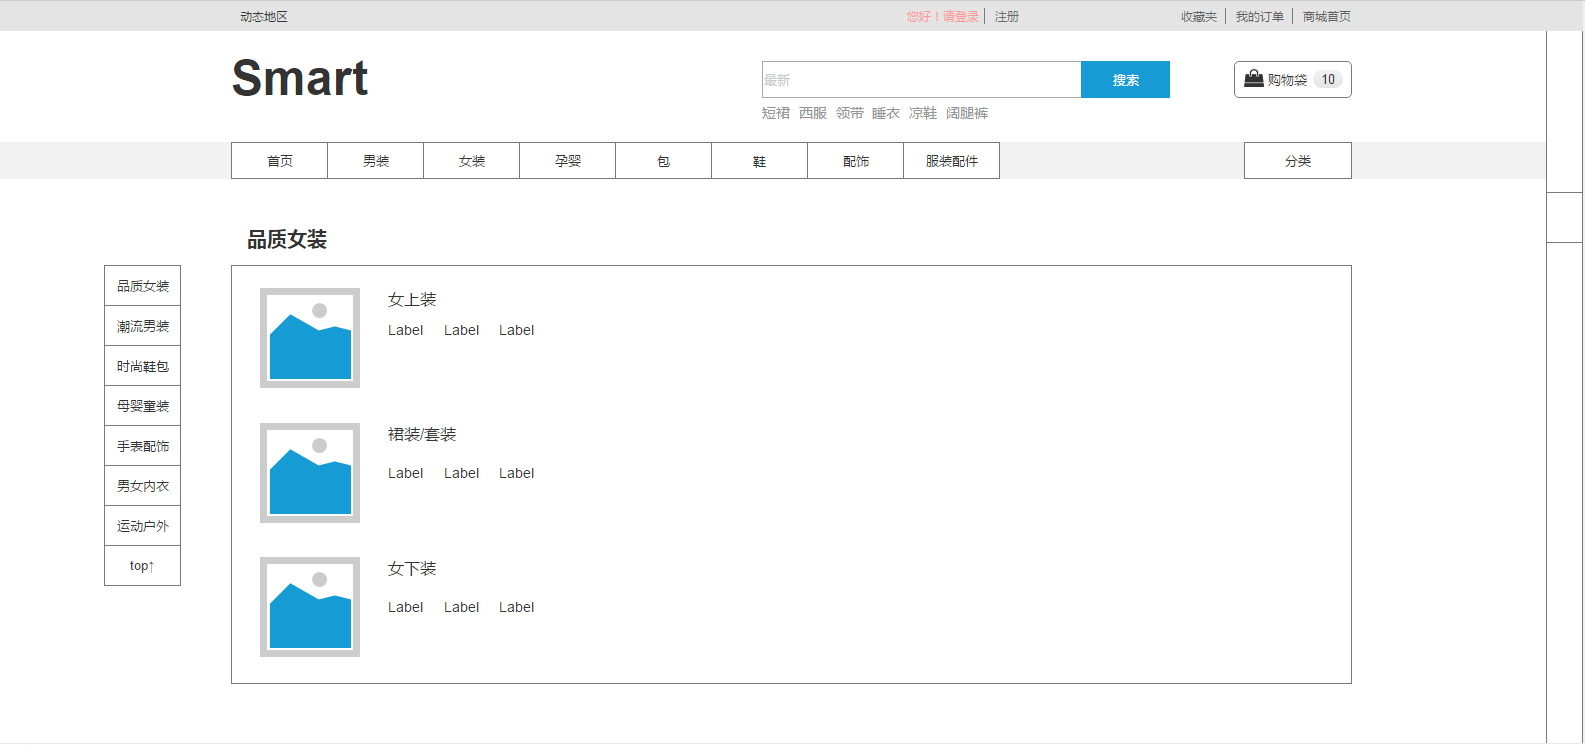 动态地区 您好！请登录 注册 收藏夹 我的订单 商城首页
Smart
最新 搜索 购物袋 10
短裙 西服 领带 睡衣 凉鞋 阔腿裤
首页 男装 女装 孕婴 包 鞋 配饰 服装配件 分类
品质女装
品质女装
潮流男装
时尚鞋包
母婴童装
手表配饰
男女内衣
运动户外
top↑
女上装
Label Label Label
裙装/套装
Label Label Label
女下装
Label Label Label